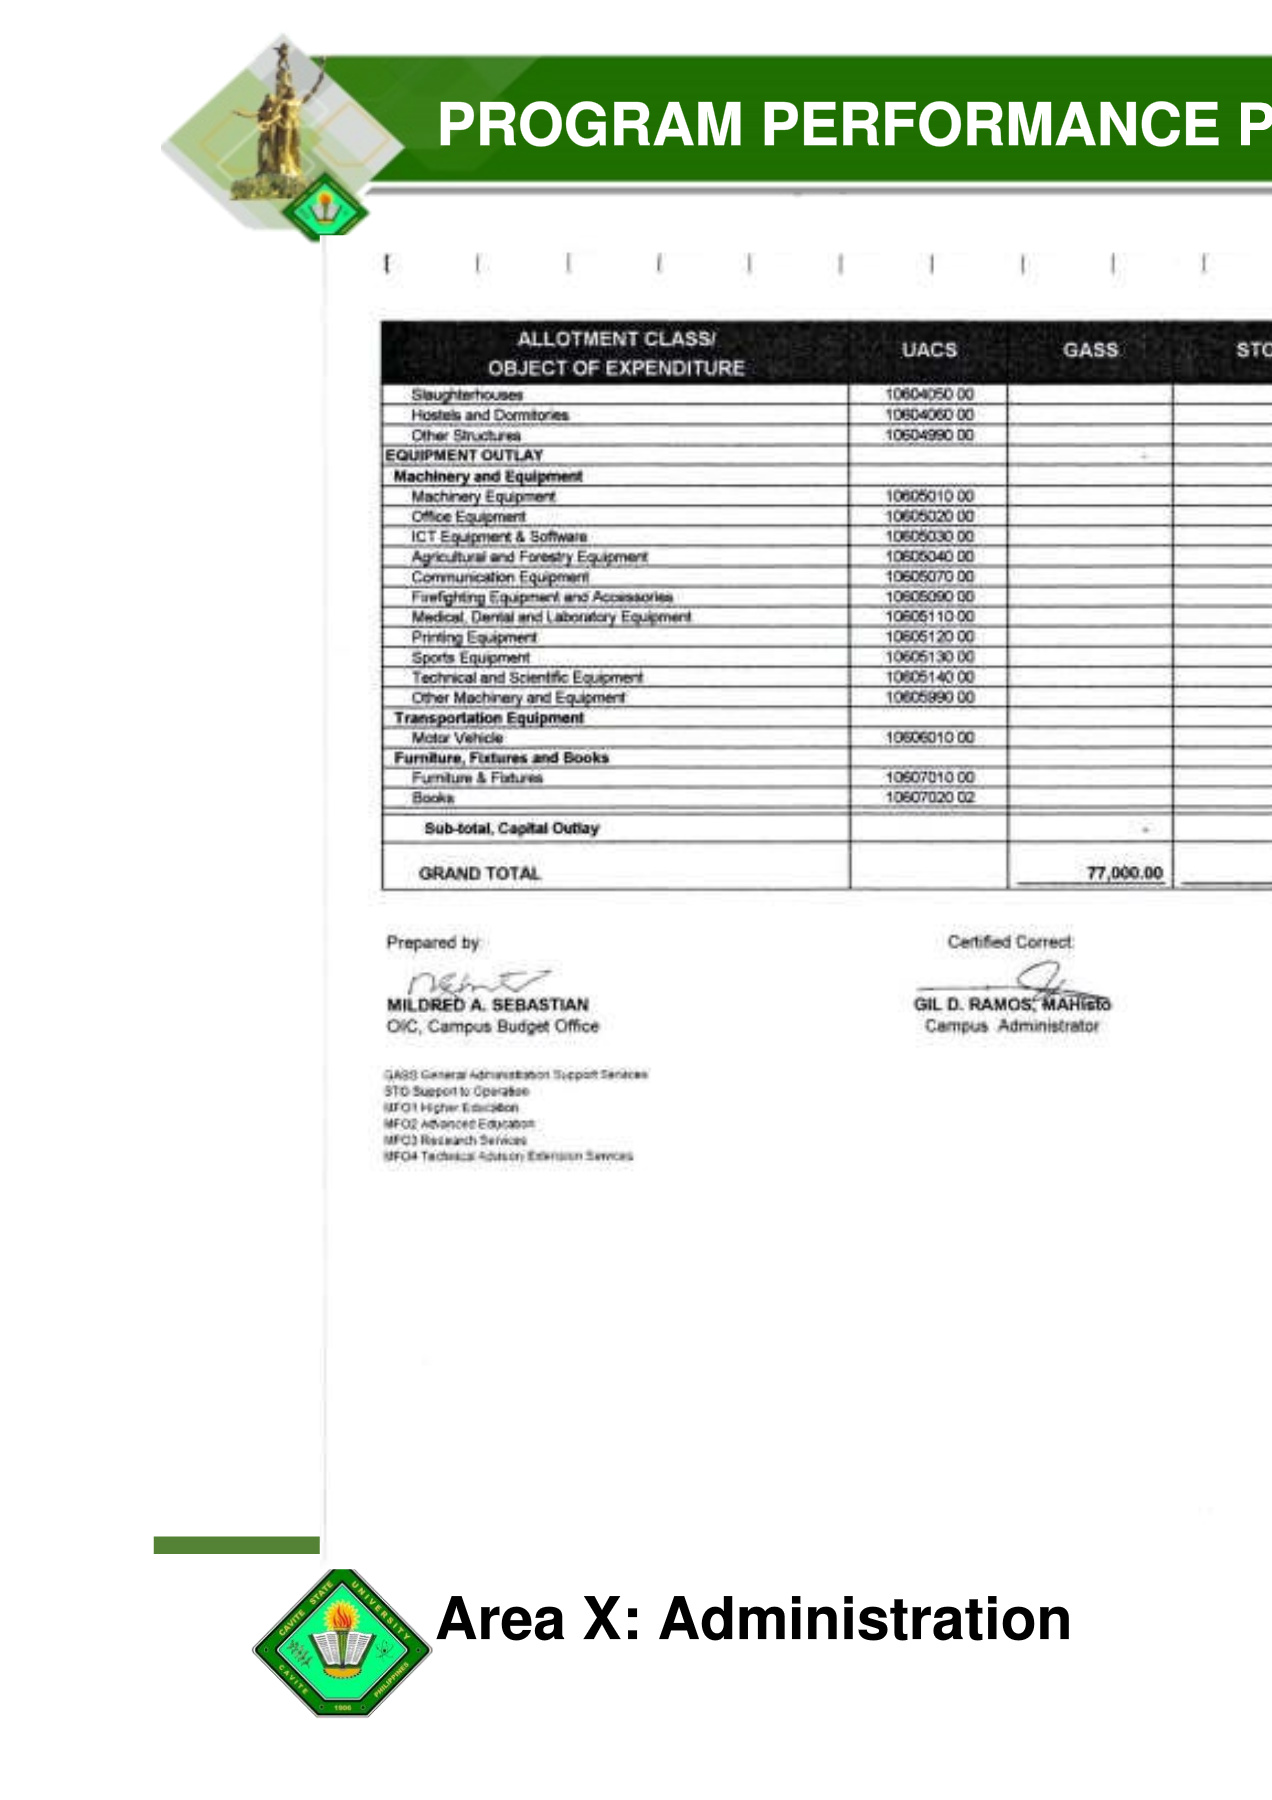 PROGRAM PERFORMANCE P
ALLOTMENT CLASS/
OBJECT OF EXPENDITURE UACS GASS STO
Slaughterhouses 10604050 00
Hostels and Dormitories 10604060 00
Other Structures 10604990 00
EQUIPMENT OUTLAY -
Machinery and Equipment
Machinery Equipment 10605010 00
Office Equipment 10605020 00
ICT Equipment & Software 10605030 00
Agricultural and Forestry Equipment 10605040 00
Communication Equipment 10605070 00
Firefighting Equipment and Accessories 10605090 00
Medical, Dental and Laboratory Equipment 10605110 00
Printing Equipment 10605120 00
Sports Equipment 10605130 00
Technical and Scientific Equipment 10605140 00
Other Machinery and Equipment 10605990 00
Transportation Equipment
Motor Vehicle 10606010 00
Furniture, Fixtures and Books
Furniture & Fixtures 10607010 00
Books 10607020 02
Sub-total, Capital Outlay -
GRAND TOTAL 77,000.00
Prepared by: Certified Correct:
MILDRED A. SEBASTIAN GIL D. RAMOS, MAHisto
OIC, Campus Budget Office Campus Administrator
GASS General Administration Support Services
STO Support to Operation
MFO1 Higher Education
MFO2 Advanced Education
MFO3 Research Services
MFO4 Technical Advisory Extension Services
Area X: Administration
CAVITE STATE UNIVERSITY
CAVITE 1906 PHILIPPINES